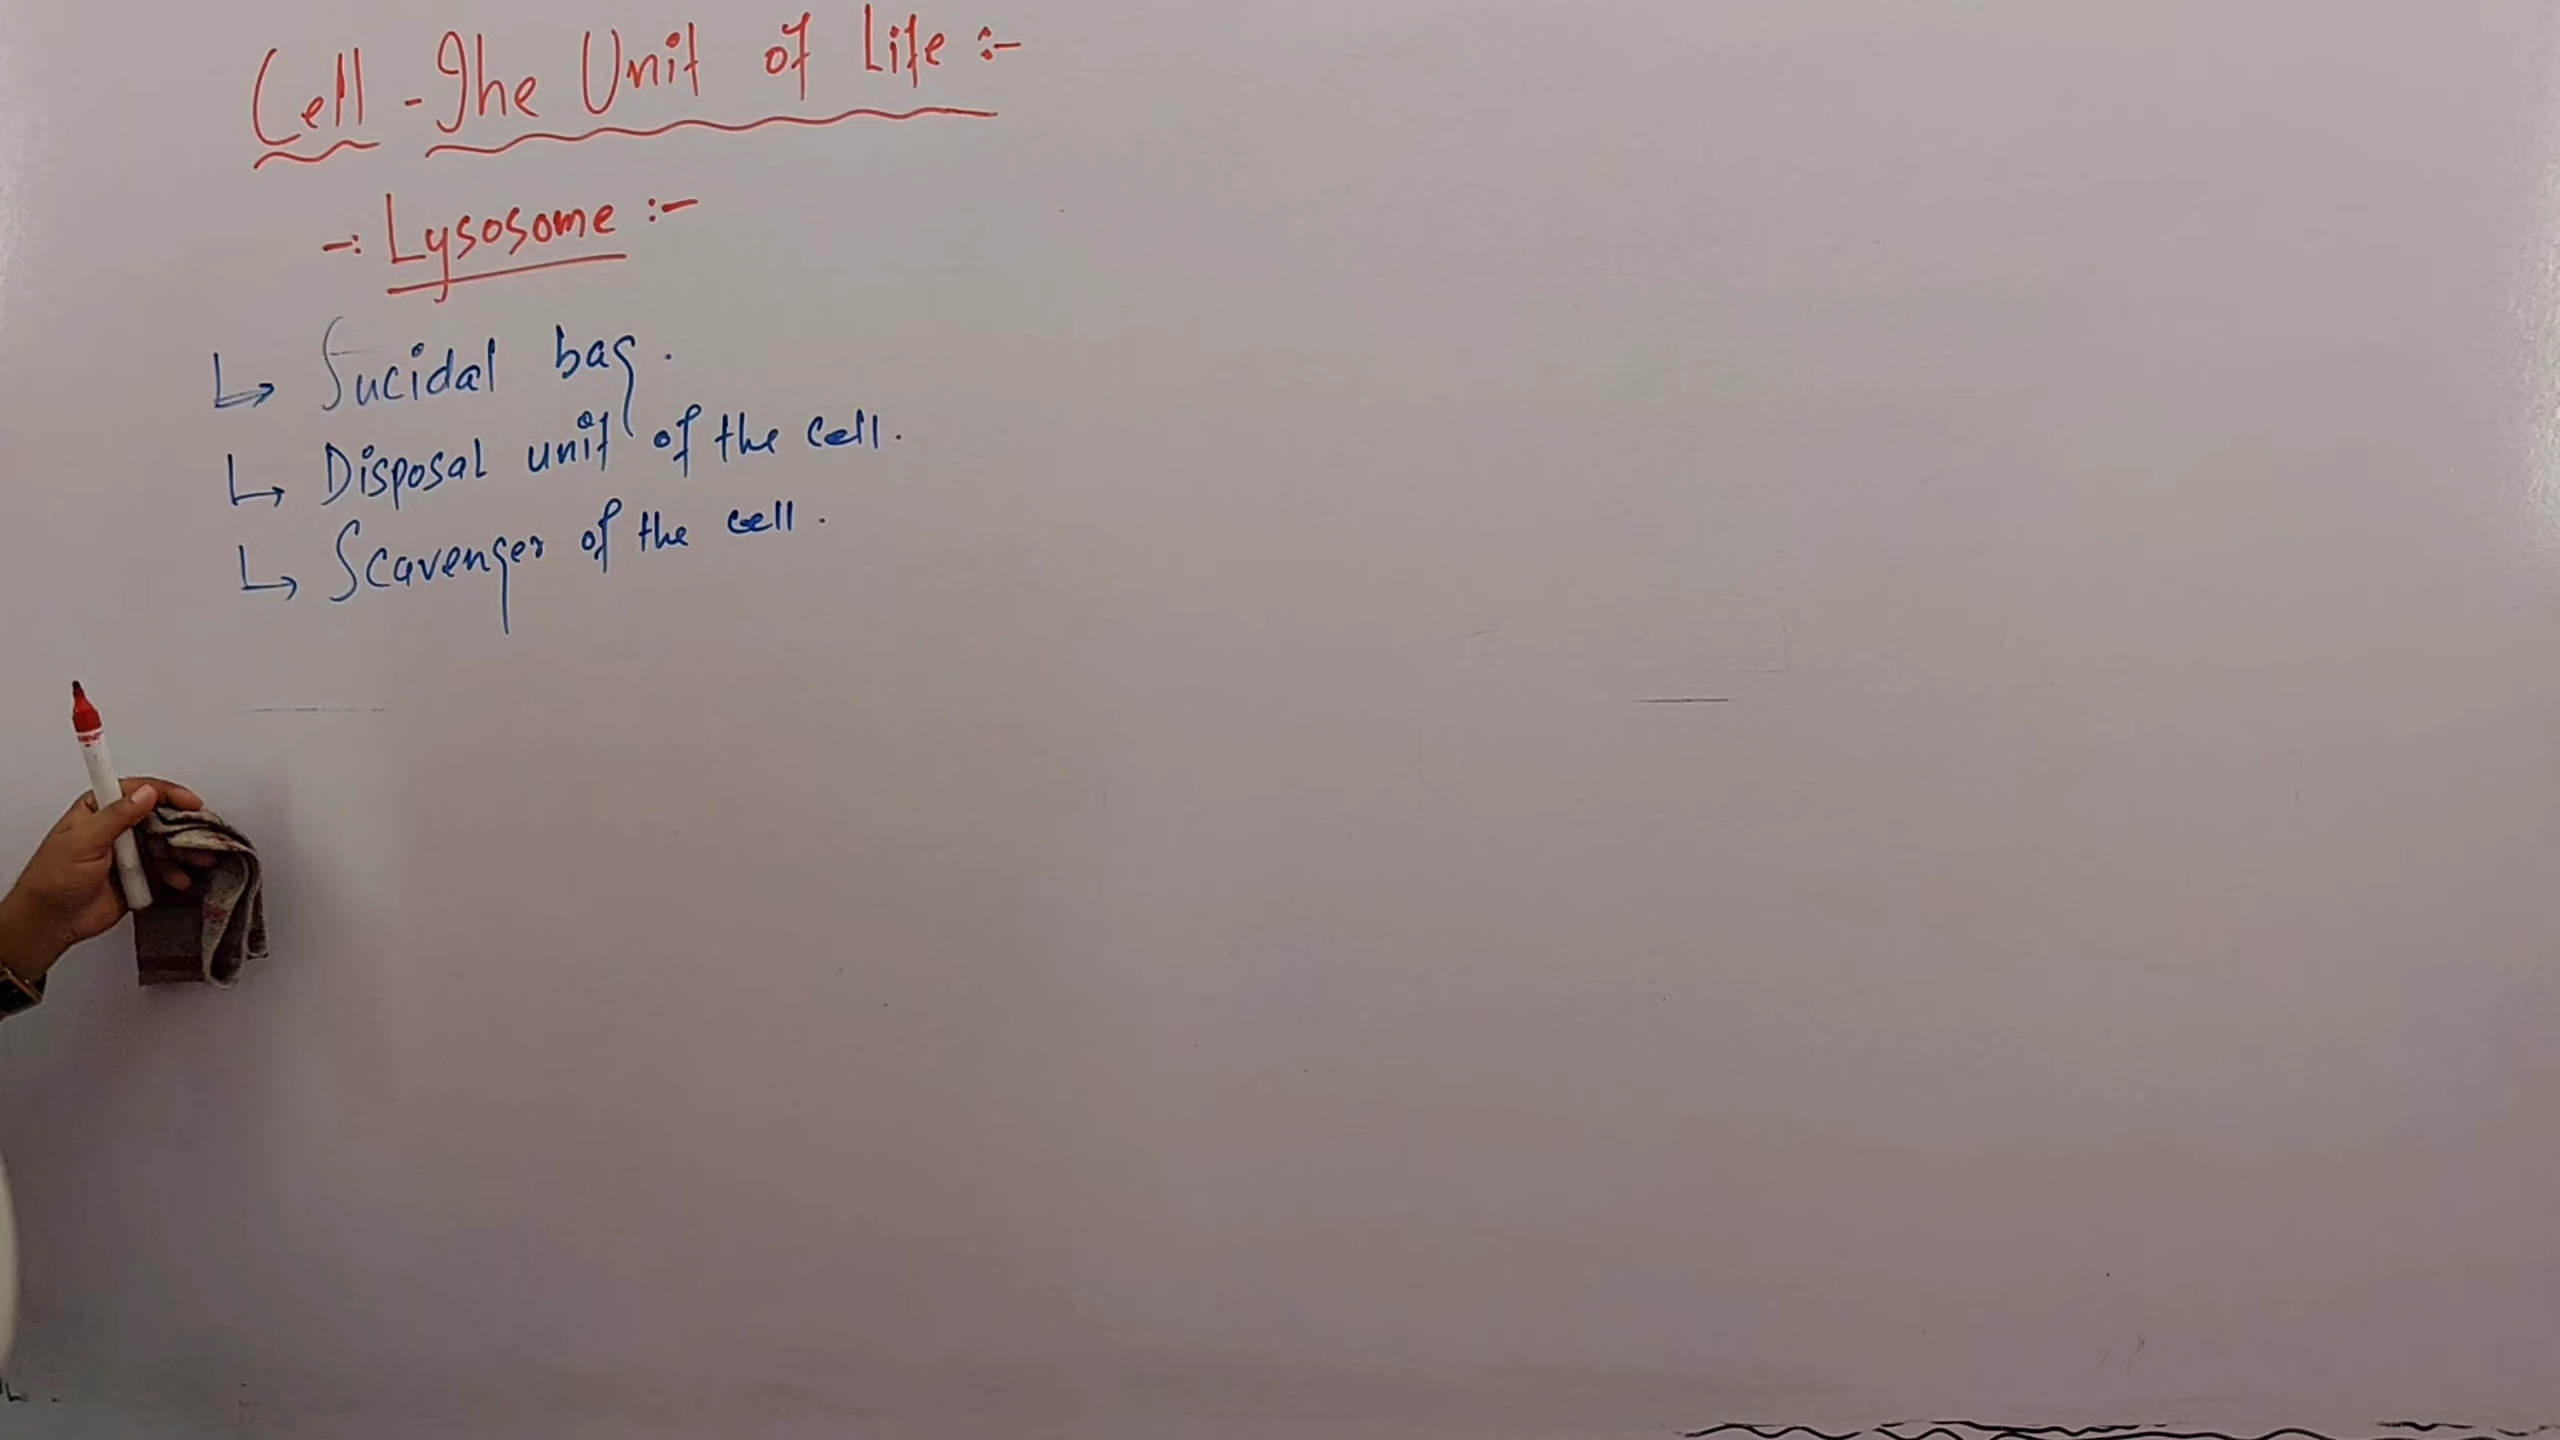 Cell - The Unit of Life :-
-: Lysosome :-
↳ Sucidal bag.
↳ Disposal unit of the cell.
↳ Scavenger of the cell.